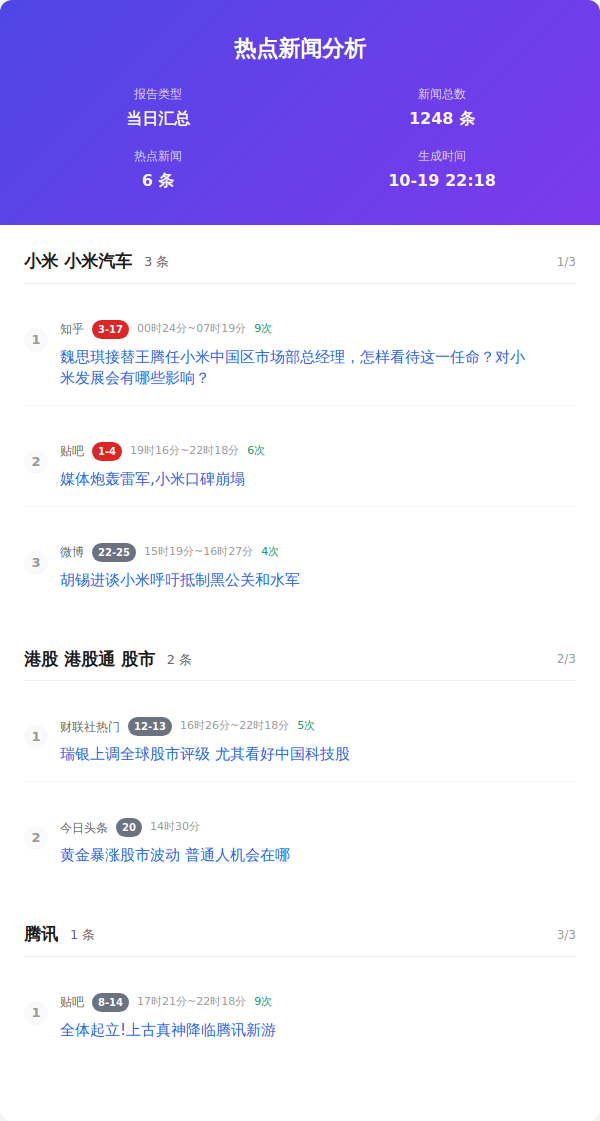 热点新闻分析
报告类型
当日汇总
新闻总数
1248 条
热点新闻
6 条
生成时间
10-19 22:18
小米 小米汽车 3 条 1/3
1 知乎 3-17 00时24分~07时19分 9次
魏思琪接替王腾任小米中国区市场部总经理，怎样看待这一任命？对小
米发展会有哪些影响？
2 贴吧 1-4 19时16分~22时18分 6次
媒体炮轰雷军,小米口碑崩塌
3 微博 22-25 15时19分~16时27分 4次
胡锡进谈小米呼吁抵制黑公关和水军
港股 港股通 股市 2 条 2/3
1 财联社热门 12-13 16时26分~22时18分 5次
瑞银上调全球股市评级 尤其看好中国科技股
2 今日头条 20 14时30分
黄金暴涨股市波动 普通人机会在哪
腾讯 1 条 3/3
1 贴吧 8-14 17时21分~22时18分 9次
全体起立!上古真神降临腾讯新游